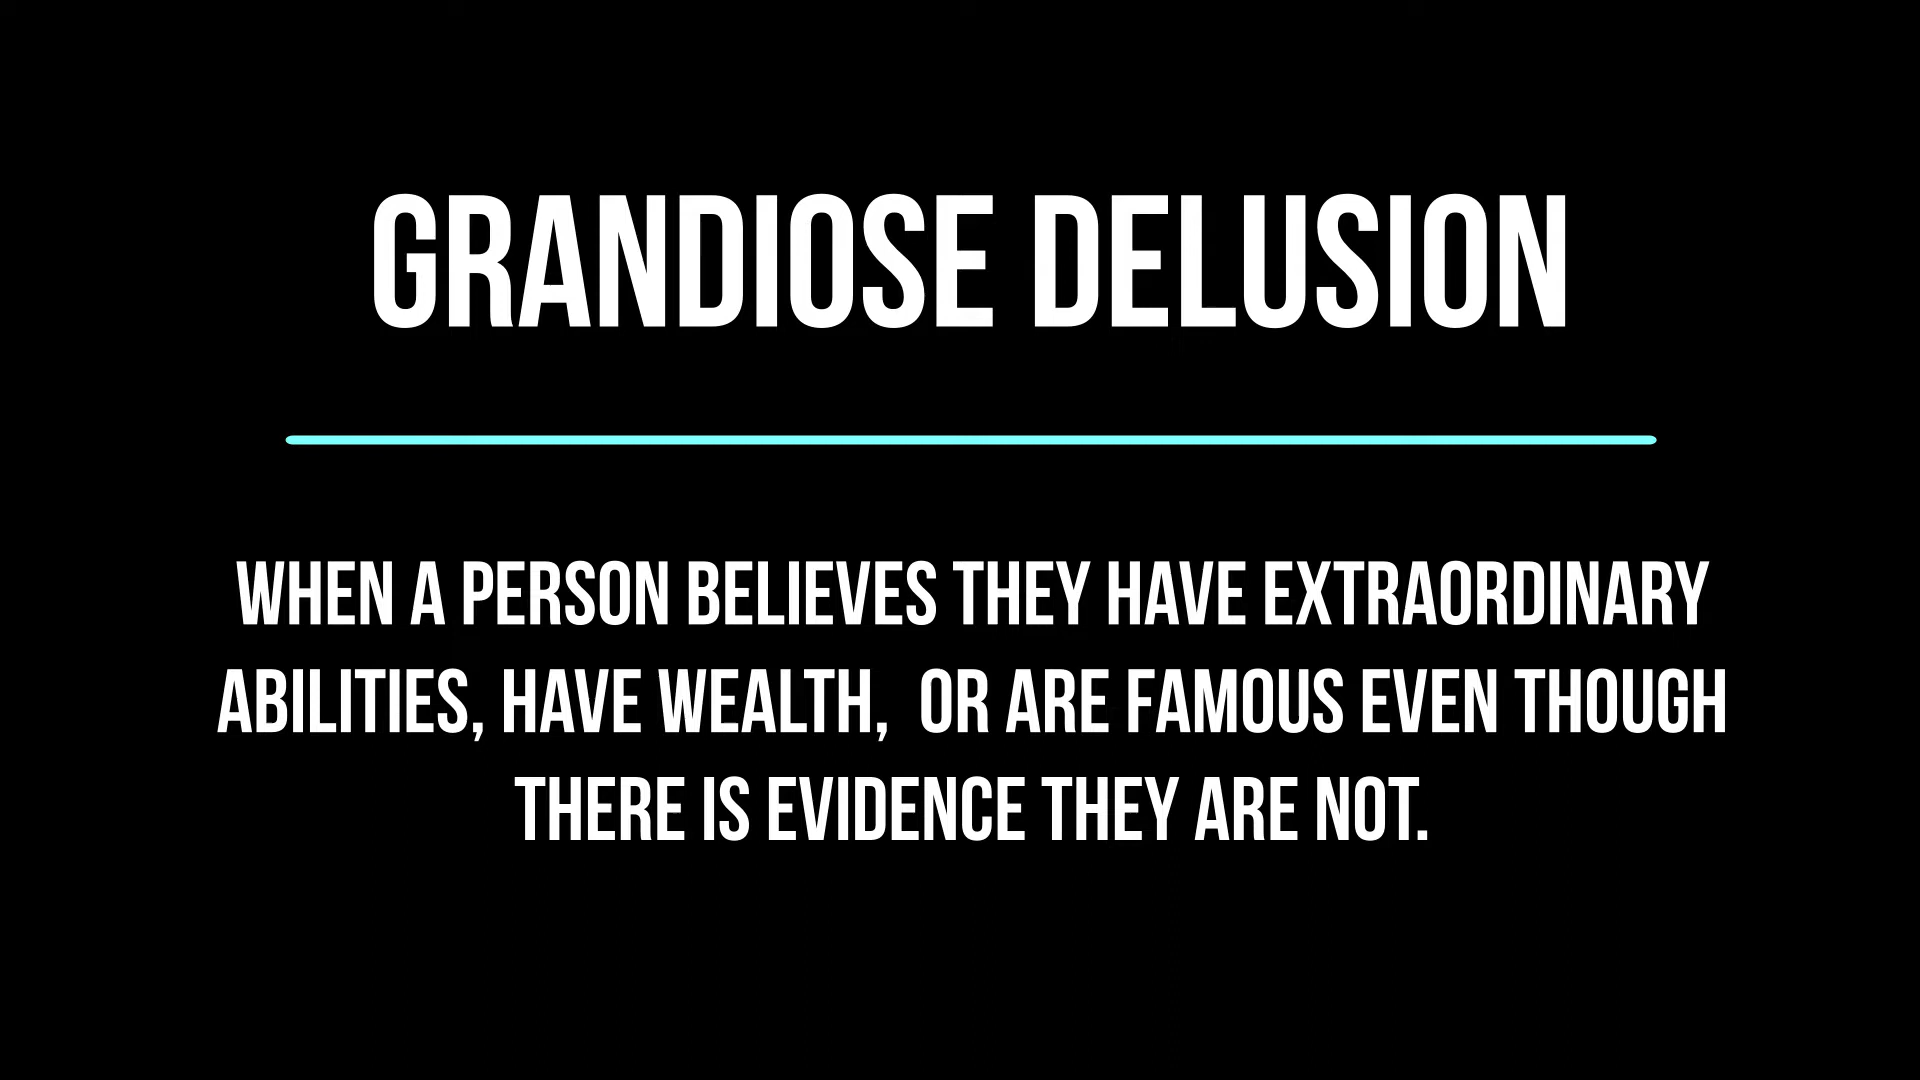 GRANDIOSE DELUSION
WHEN A PERSON BELIEVES THEY HAVE EXTRAORDINARY
ABILITIES, HAVE WEALTH,  OR ARE FAMOUS EVEN THOUGH
THERE IS EVIDENCE THEY ARE NOT.